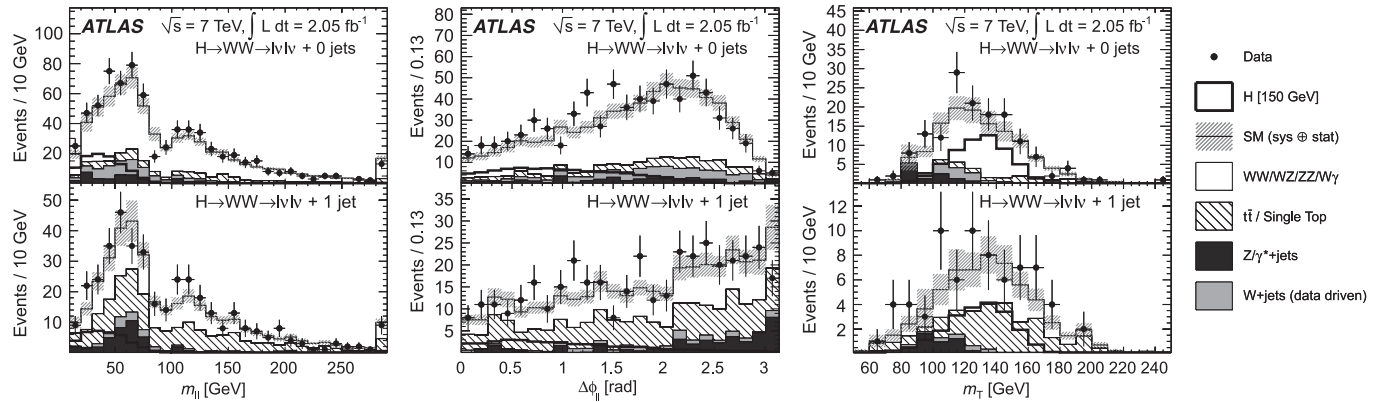 ATLAS √s = 7 TeV, ∫ L dt = 2.05 fb⁻¹
H→WW→lνlν + 0 jets
Events / 10 GeV
100
80
60
40
20
H→WW→lνlν + 1 jet
Events / 10 GeV
50
40
30
20
10
50 100 150 200 250
m_ll [GeV]
ATLAS √s = 7 TeV, ∫ L dt = 2.05 fb⁻¹
H→WW→lνlν + 0 jets
Events / 0.13
80
70
60
50
40
30
20
10
H→WW→lνlν + 1 jet
Events / 0.13
35
30
25
20
15
10
5
0 0.5 1 1.5 2 2.5 3
Δϕ_ll [rad]
ATLAS √s = 7 TeV, ∫ L dt = 2.05 fb⁻¹
H→WW→lνlν + 0 jets
Events / 10 GeV
40
35
30
25
20
15
10
5
H→WW→lνlν + 1 jet
Events / 10 GeV
12
10
8
6
4
2
60 80 100 120 140 160 180 200 220 240
m_T [GeV]
Data
H [150 GeV]
SM (sys ⊕ stat)
WW/WZ/ZZ/Wγ
tt̄ / Single Top
Z/γ*+jets
W+jets (data driven)